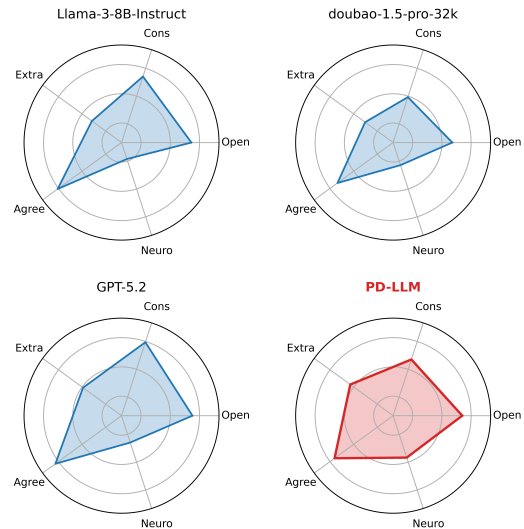 Llama-3-8B-Instruct
Cons
Extra
Open
Agree
Neuro
doubao-1.5-pro-32k
Cons
Extra
Open
Agree
Neuro
GPT-5.2
Cons
Extra
Open
Agree
Neuro
PD-LLM
Cons
Extra
Open
Agree
Neuro